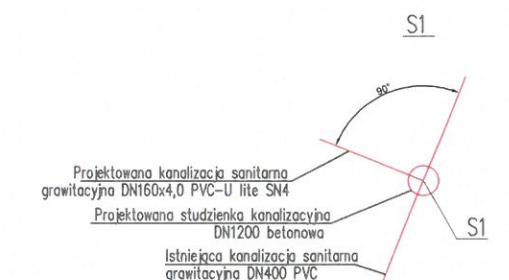 S1
90°
Projektowana kanalizacja sanitarna
grawitacyjna DN160x4,0 PVC-U lite SN4
Projektowana studzienka kanalizacyjna
DN1200 betonowa
S1
Istniejąca kanalizacja sanitarna
grawitacyjna DN400 PVC